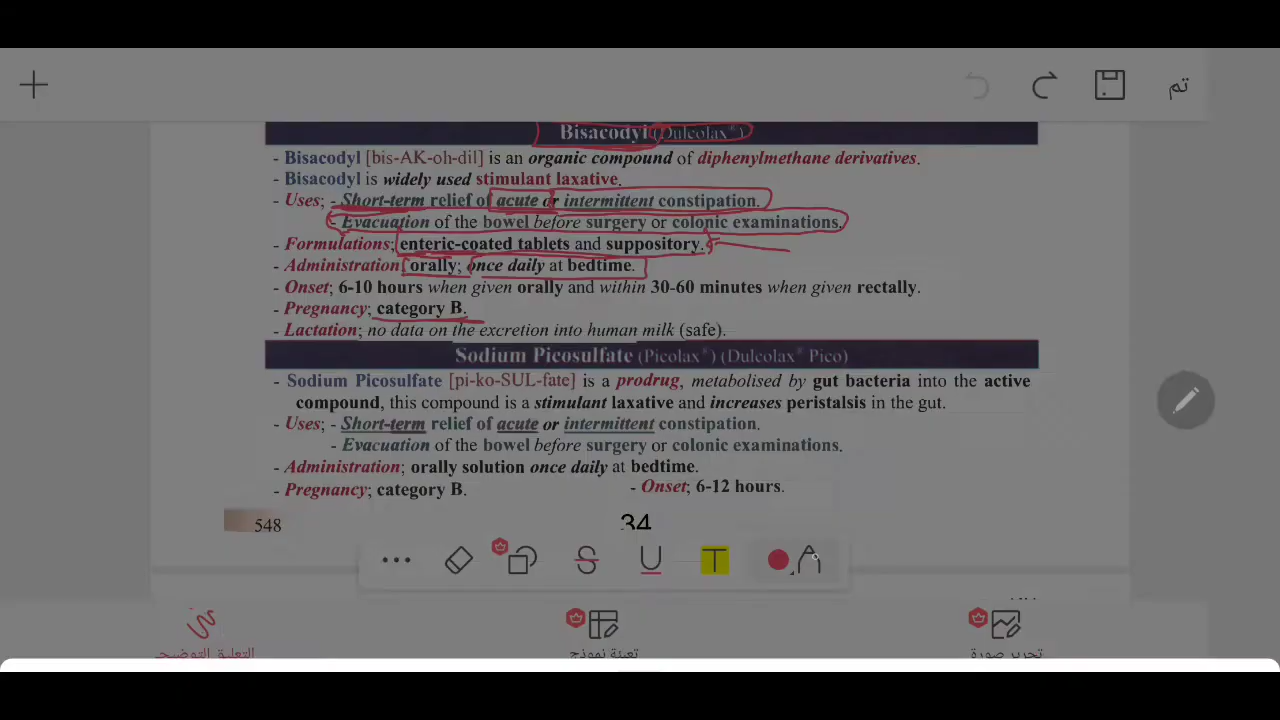 تم
Bisacodyl (Dulcolax®)
- Bisacodyl [bis-AK-oh-dil] is an organic compound of diphenylmethane derivatives.
- Bisacodyl is widely used stimulant laxative.
- Uses; - Short-term relief of acute or intermittent constipation.
- Evacuation of the bowel before surgery or colonic examinations.
- Formulations; enteric-coated tablets and suppository.
- Administration; orally; once daily at bedtime.
- Onset; 6-10 hours when given orally and within 30-60 minutes when given rectally.
- Pregnancy; category B.
- Lactation; no data on the excretion into human milk (safe).
Sodium Picosulfate (Picolax®) (Dulcolax® Pico)
- Sodium Picosulfate [pi-ko-SUL-fate] is a prodrug, metabolised by gut bacteria into the active
compound, this compound is a stimulant laxative and increases peristalsis in the gut.
- Uses; - Short-term relief of acute or intermittent constipation.
- Evacuation of the bowel before surgery or colonic examinations.
- Administration; orally solution once daily at bedtime.
- Pregnancy; category B. - Onset; 6-12 hours.
548 34
S U T
التعليق التوضيحـ تعبئة نموذج تحرير صورة